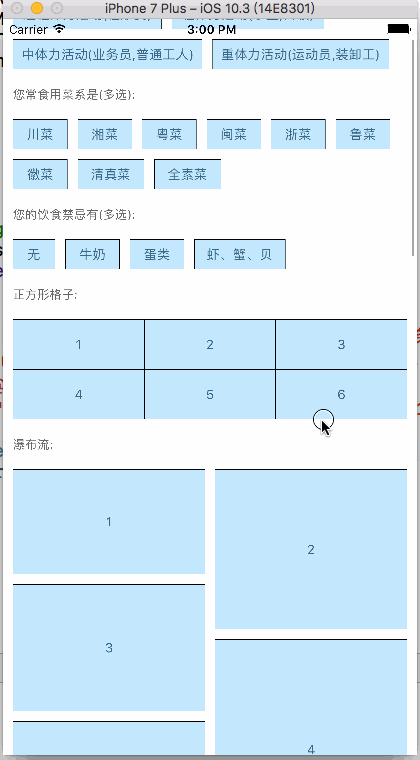 iPhone 7 Plus – iOS 10.3 (14E8301)
Carrier 3:00 PM
中体力活动(业务员,普通工人) 重体力活动(运动员,装卸工)
您常食用菜系是(多选):
川菜 湘菜 粤菜 闽菜 浙菜 鲁菜
徽菜 清真菜 全素菜
您的饮食禁忌有(多选):
无 牛奶 蛋类 虾、蟹、贝
正方形格子:
1 2 3
4 5 6
瀑布流:
1
2
3
4